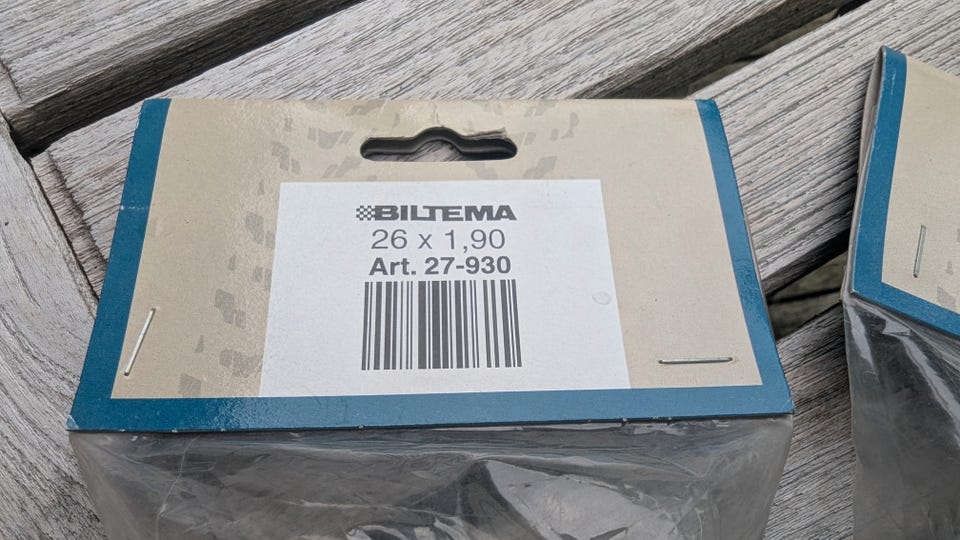 BILTEMA
26 x 1,90
Art. 27-930